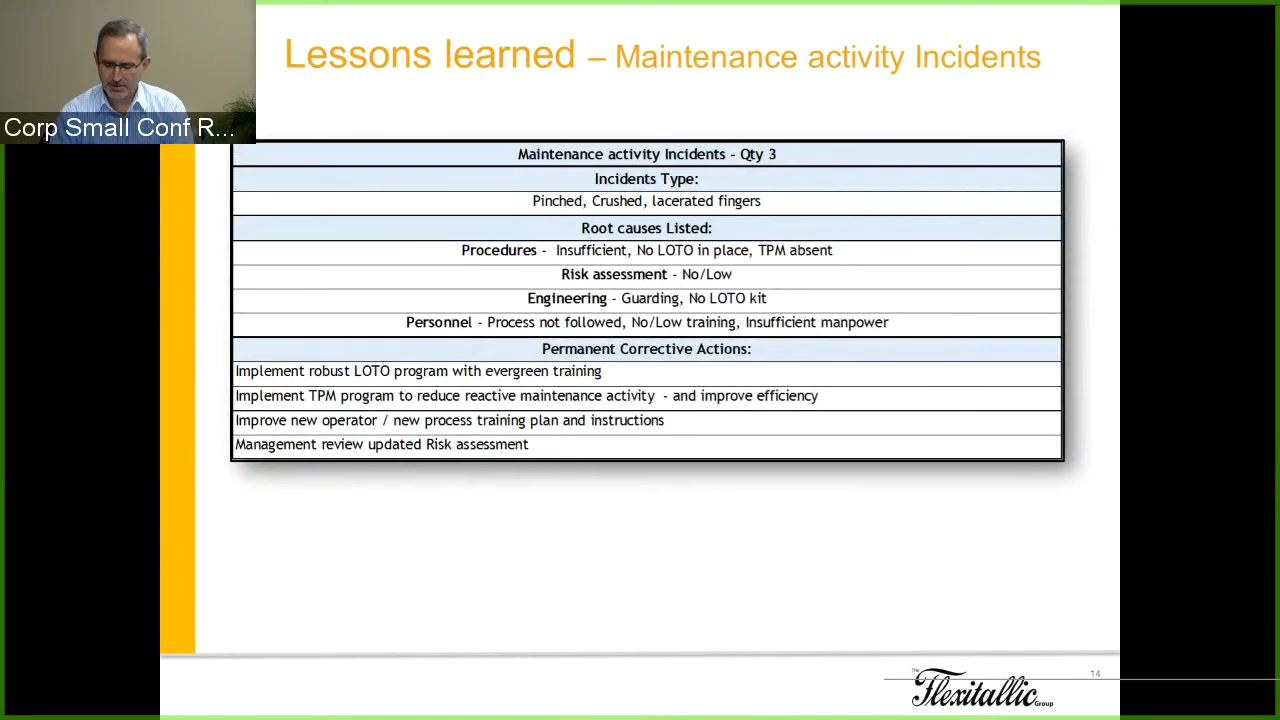 Lessons learned – Maintenance activity Incidents
Corp Small Conf R...
Maintenance activity Incidents - Qty 3
Incidents Type:
Pinched, Crushed, lacerated fingers
Root causes Listed:
Procedures - Insufficient, No LOTO in place, TPM absent
Risk assessment - No/Low
Engineering - Guarding, No LOTO kit
Personnel - Process not followed, No/Low training, Insufficient manpower
Permanent Corrective Actions:
Implement robust LOTO program with evergreen training
Implement TPM program to reduce reactive maintenance activity - and improve efficiency
Improve new operator / new process training plan and instructions
Management review updated Risk assessment
The Flexitallic Group
14